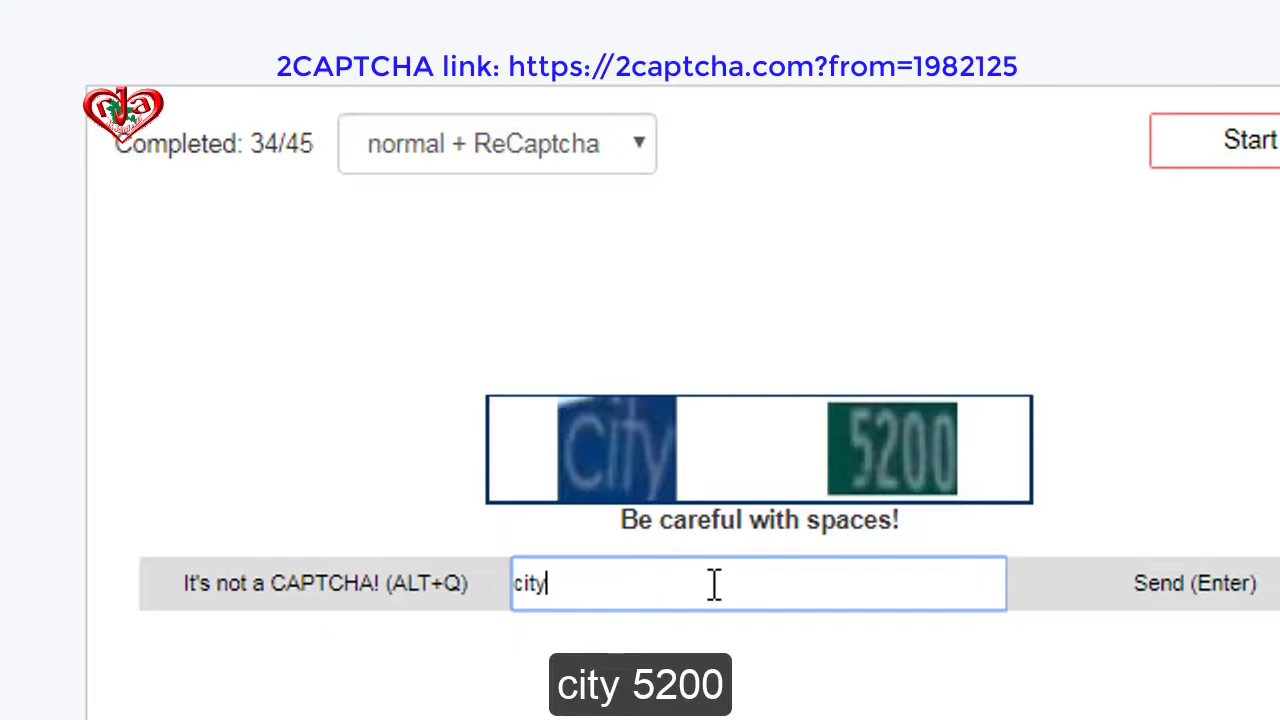 2CAPTCHA link: https://2captcha.com?from=1982125
Completed: 34/45
normal + ReCaptcha
Start
city 5200
Be careful with spaces!
It's not a CAPTCHA! (ALT+Q)
city
Send (Enter)
city 5200